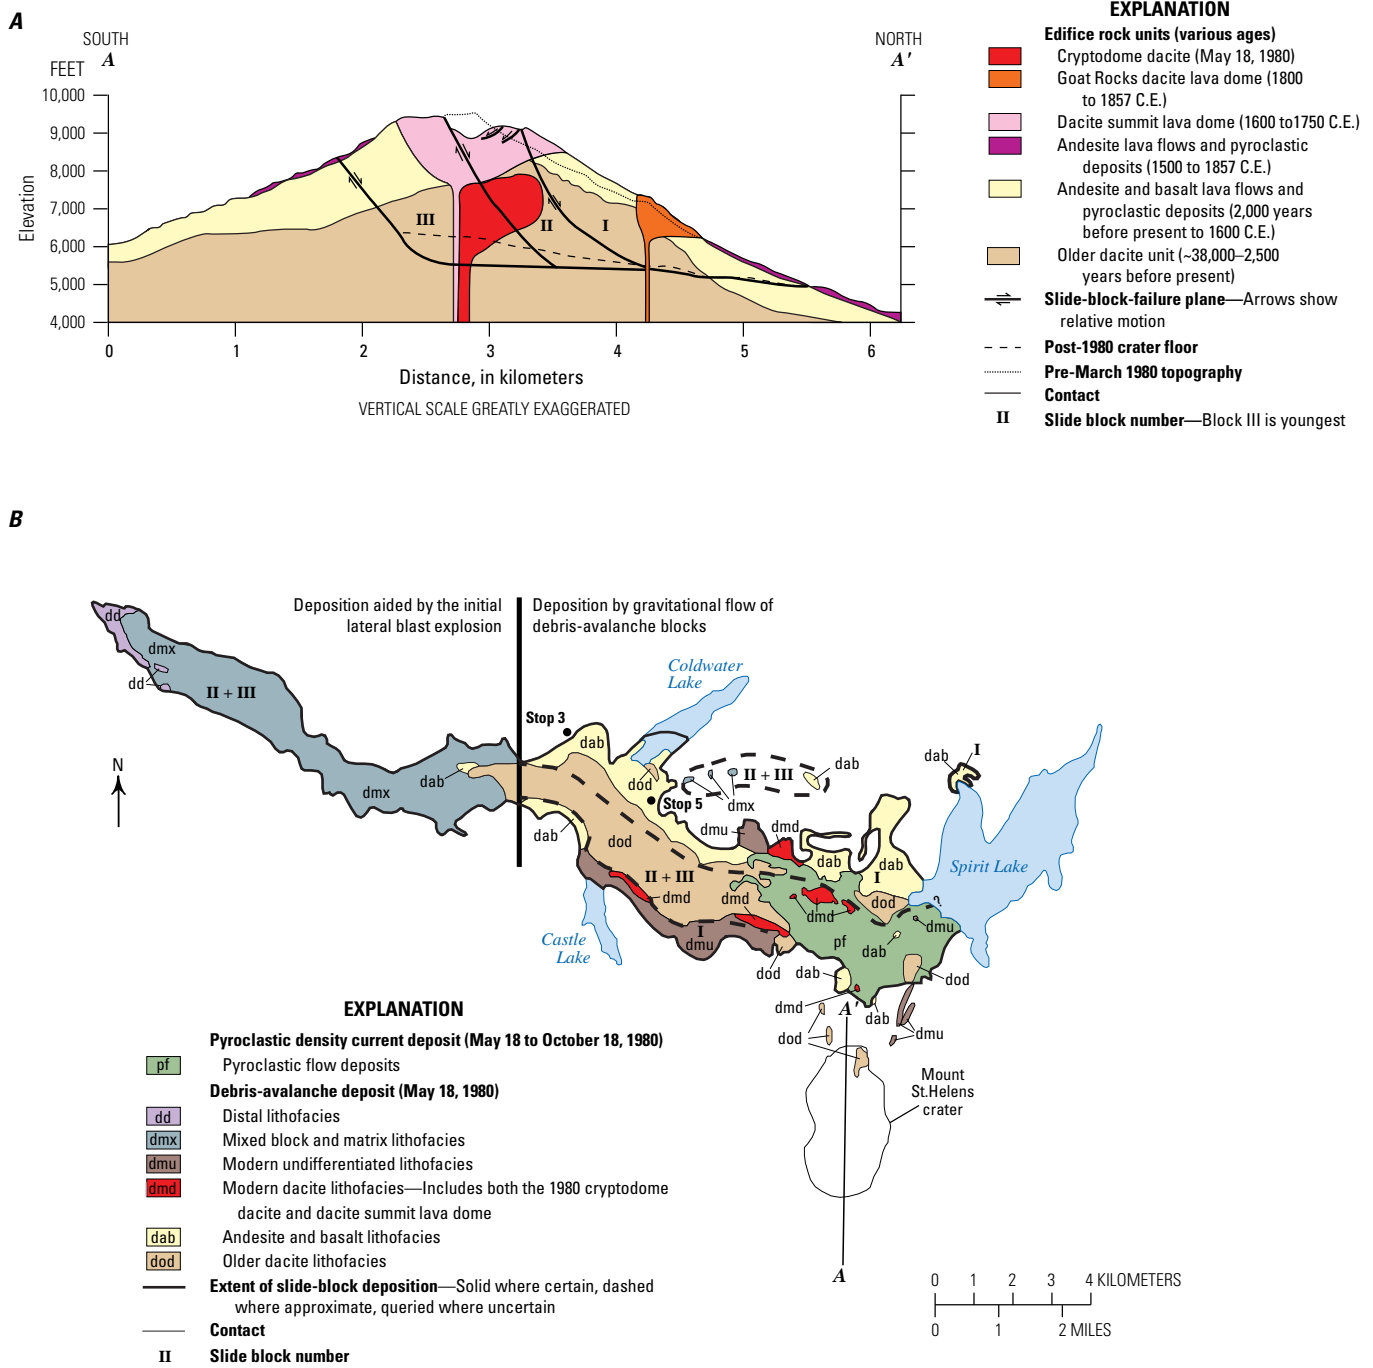 A
SOUTH
A
NORTH
A′
FEET
10,000
9,000
8,000
7,000
6,000
5,000
4,000
Elevation
III
II
I
0
1
2
3
4
5
6
Distance, in kilometers
VERTICAL SCALE GREATLY EXAGGERATED
EXPLANATION
Edifice rock units (various ages)
Cryptodome dacite (May 18, 1980)
Goat Rocks dacite lava dome (1800
to 1857 C.E.)
Dacite summit lava dome (1600 to1750 C.E.)
Andesite lava flows and pyroclastic
deposits (1500 to 1857 C.E.)
Andesite and basalt lava flows and
pyroclastic deposits (2,000 years
before present to 1600 C.E.)
Older dacite unit (~38,000–2,500
years before present)
Slide-block-failure plane—Arrows show
relative motion
Post-1980 crater floor
Pre-March 1980 topography
Contact
II Slide block number—Block III is youngest
B
Deposition aided by the initial
lateral blast explosion
Deposition by gravitational flow of
debris-avalanche blocks
dd
dmx
dd
II + III
N
dmx
dab
Stop 3
dab
Coldwater
Lake
dod
Stop 5
dmx
II + III
dab
dab
I
dab
dod
dmu
dmd
dab
dab
I
Spirit Lake
II + III
dmd
dmd
dmd
dod
?
dmu
I
dmu
pf
dab
Castle
Lake
dod
dab
dod
dmd
A′
dab
dod
dmu
Mount
St.Helens
crater
A
0 1 2 3 4 KILOMETERS
0 1 2 MILES
EXPLANATION
Pyroclastic density current deposit (May 18 to October 18, 1980)
pf Pyroclastic flow deposits
Debris-avalanche deposit (May 18, 1980)
dd Distal lithofacies
dmx Mixed block and matrix lithofacies
dmu Modern undifferentiated lithofacies
dmd Modern dacite lithofacies—Includes both the 1980 cryptodome
dacite and dacite summit lava dome
dab Andesite and basalt lithofacies
dod Older dacite lithofacies
Extent of slide-block deposition—Solid where certain, dashed
where approximate, queried where uncertain
Contact
II Slide block number